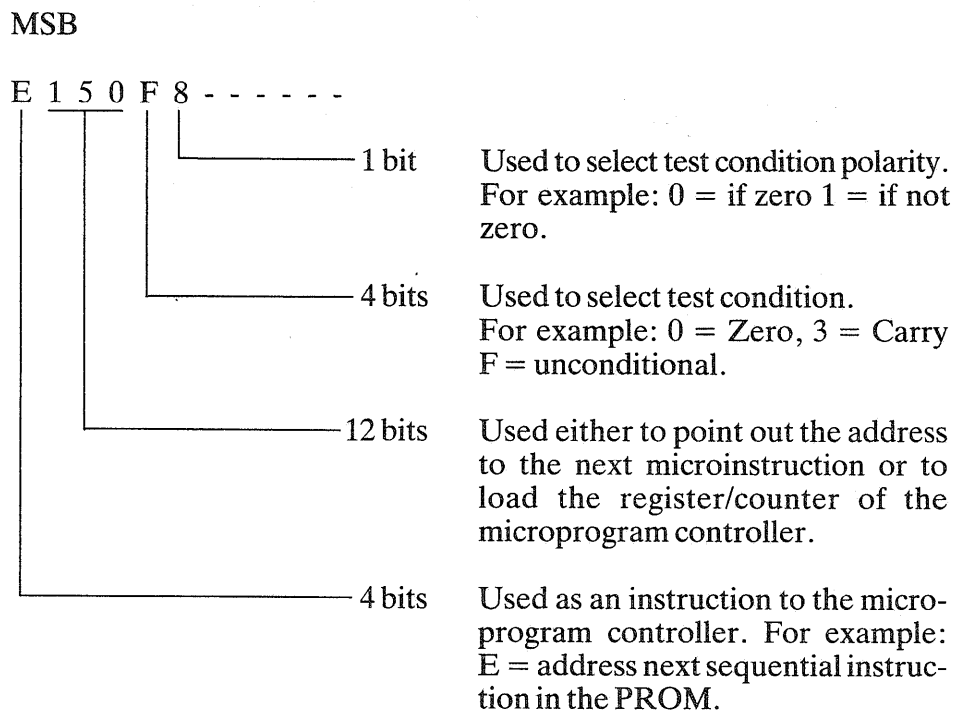 MSB
E 1 5 0 F 8 - - - - - -
1 bit Used to select test condition polarity.
For example: 0 = if zero 1 = if not
zero.
4 bits Used to select test condition.
For example: 0 = Zero, 3 = Carry
F = unconditional.
12 bits Used either to point out the address
to the next microinstruction or to
load the register/counter of the
microprogram controller.
4 bits Used as an instruction to the micro-
program controller. For example:
E = address next sequential instruc-
tion in the PROM.